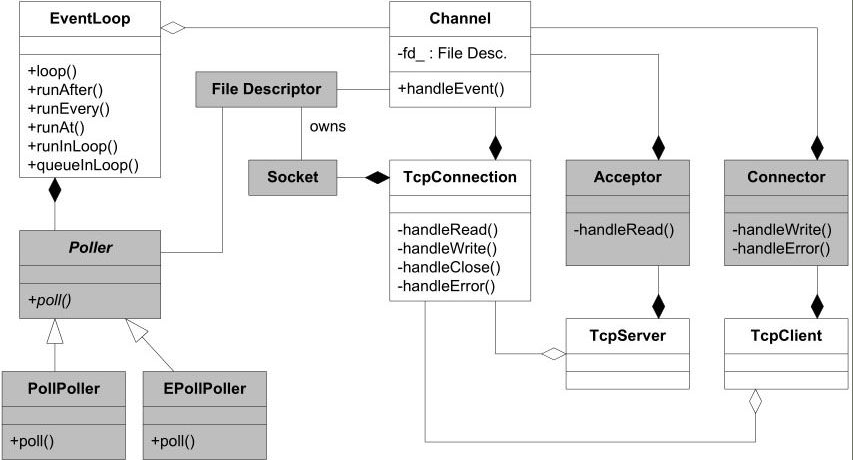 EventLoop
+loop()
+runAfter()
+runEvery()
+runAt()
+runInLoop()
+queueInLoop()
Channel
-fd_ : File Desc.
+handleEvent()
File Descriptor
owns
Socket
TcpConnection
-handleRead()
-handleWrite()
-handleClose()
-handleError()
Acceptor
-handleRead()
Connector
-handleWrite()
-handleError()
Poller
+poll()
TcpServer
TcpClient
PollPoller
+poll()
EPollPoller
+poll()